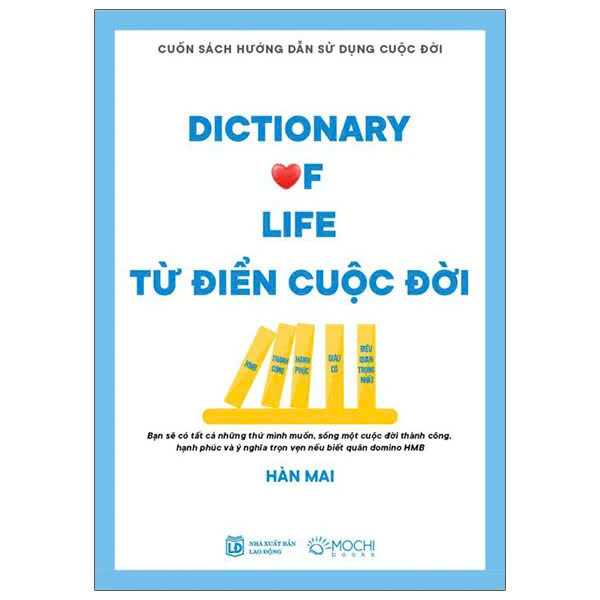 CUỐN SÁCH HƯỚNG DẪN SỬ DỤNG CUỘC ĐỜI
DICTIONARY
❤F
LIFE
TỪ ĐIỂN CUỘC ĐỜI
HMB
THÀNH CÔNG
HẠNH PHÚC
GIÀU CÓ
ĐIỀU QUAN TRỌNG NHẤT
Bạn sẽ có tất cả những thứ mình muốn, sống một cuộc đời thành công,
hạnh phúc và ý nghĩa trọn vẹn nếu biết quân domino HMB
HÀN MAI
LĐ
NHÀ XUẤT BẢN
LAO ĐỘNG
MOCHI
books